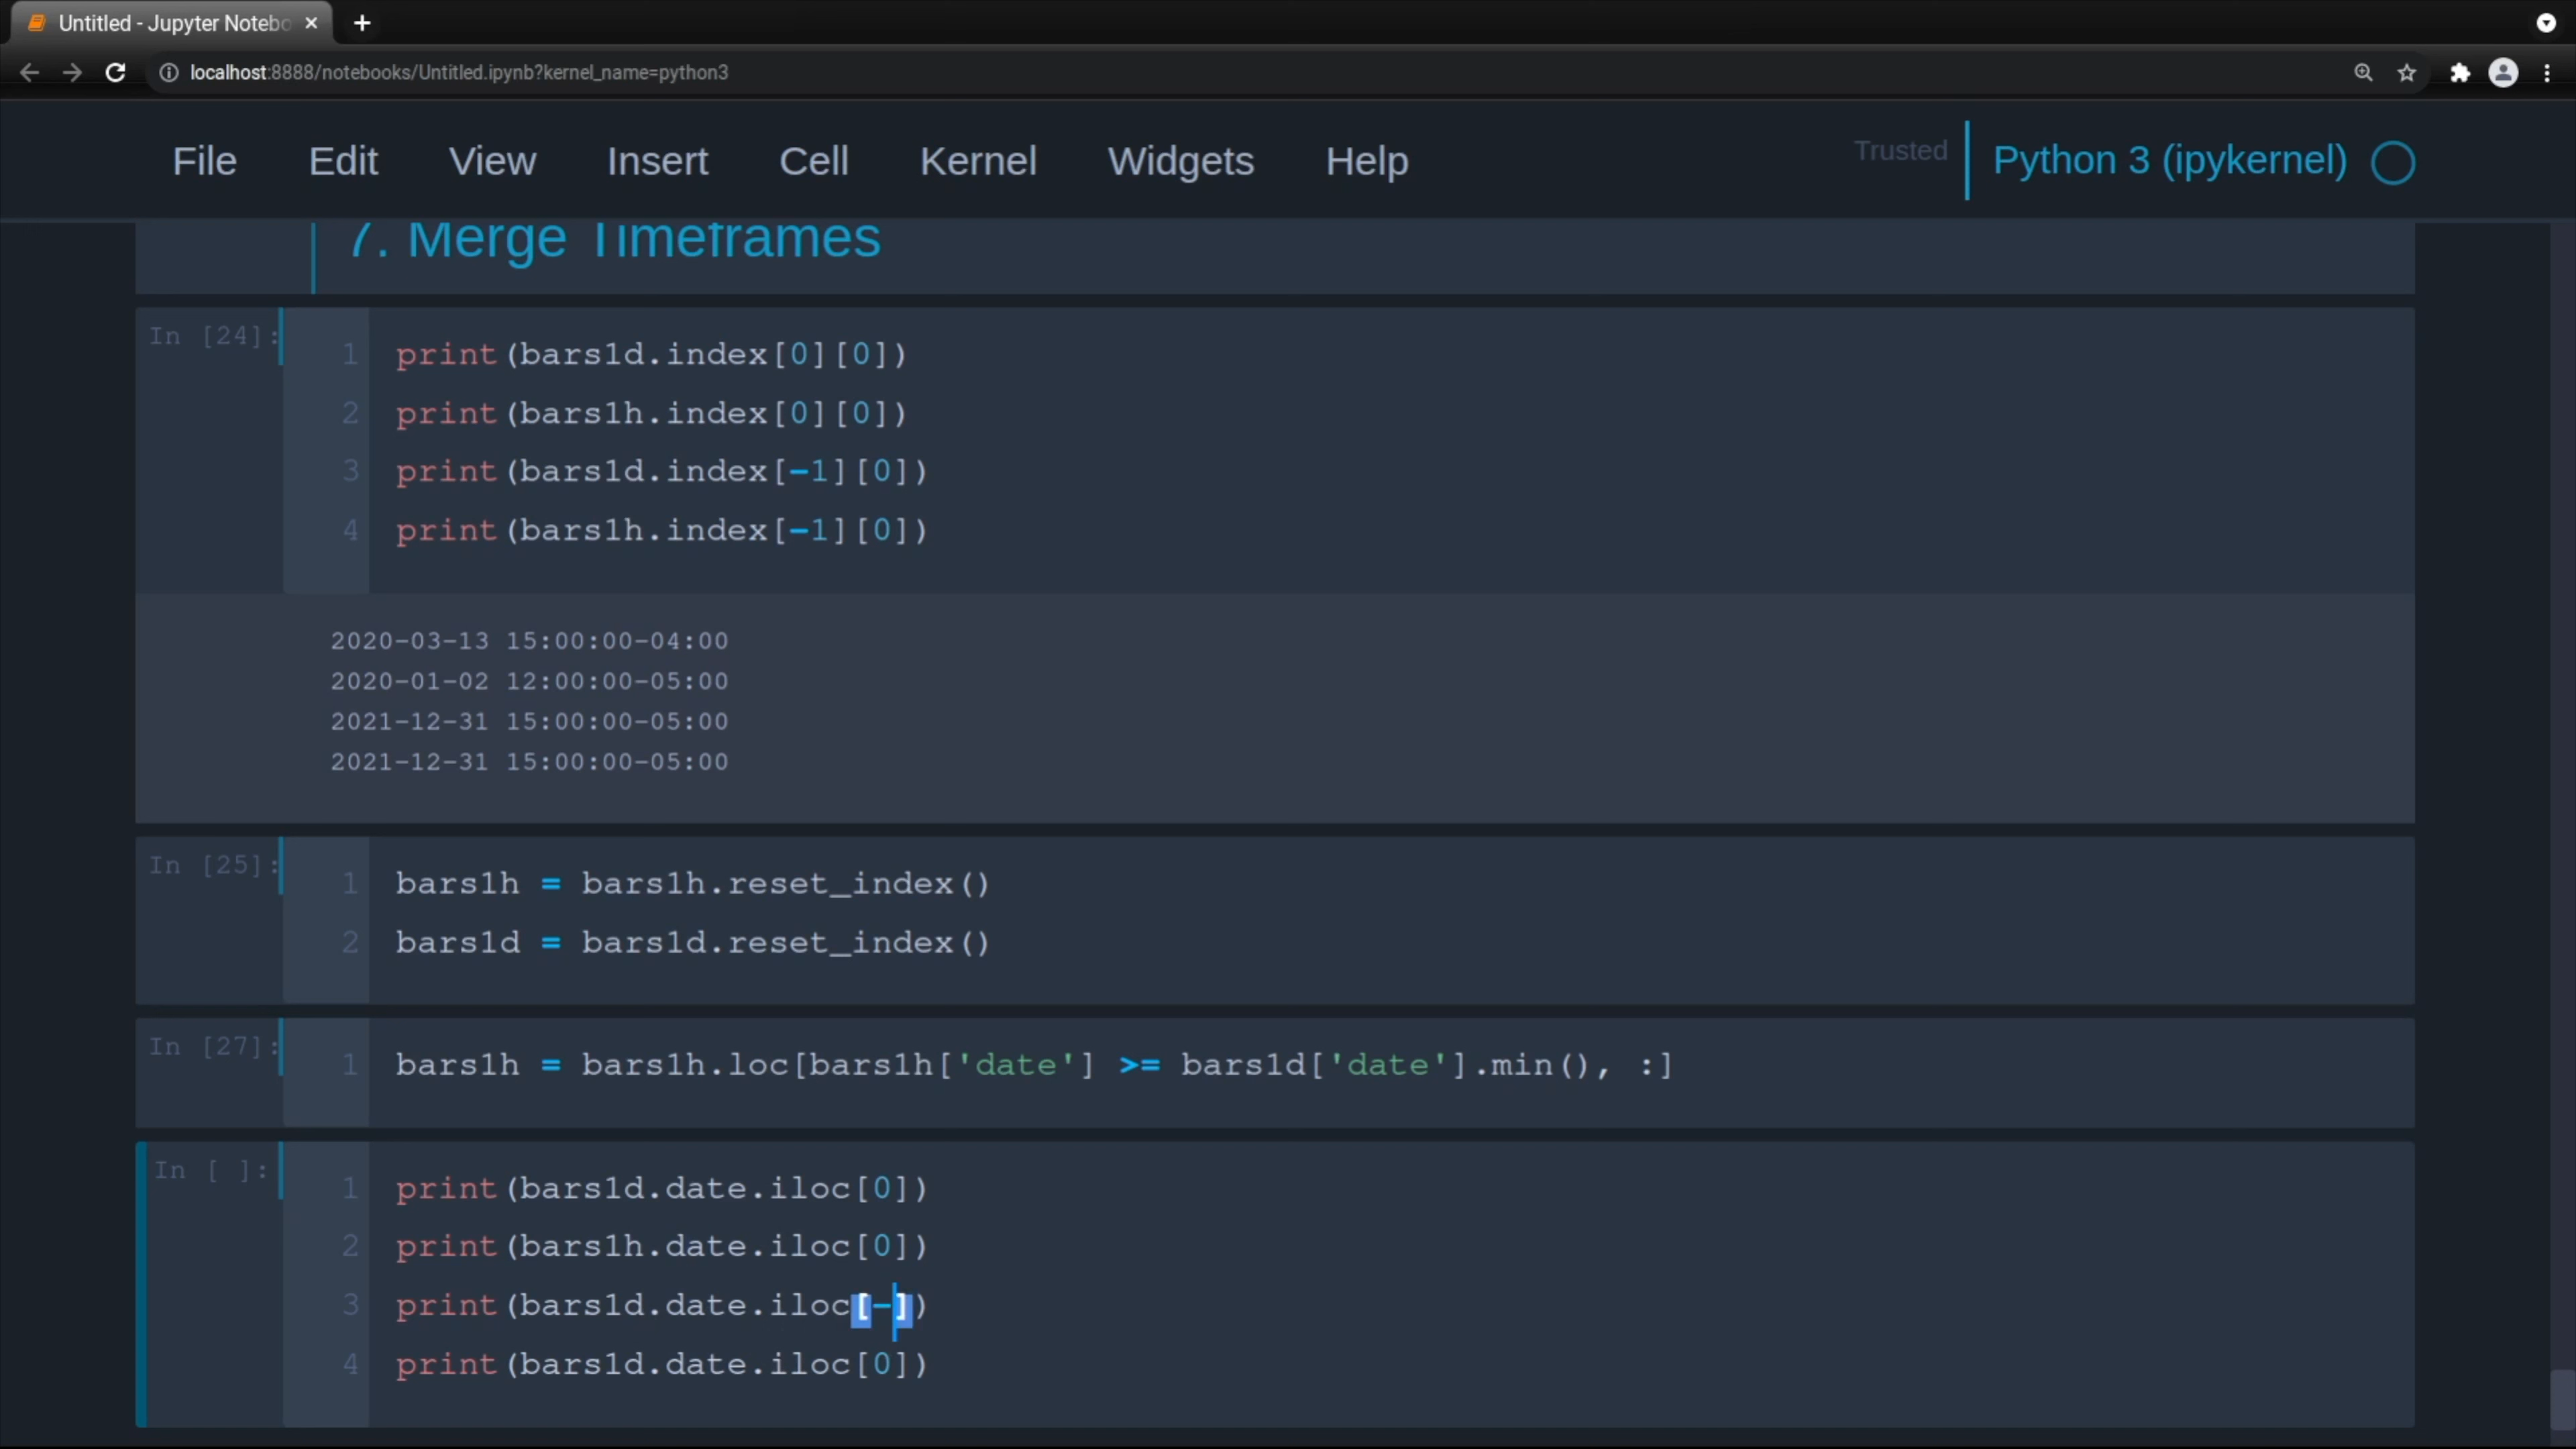 Untitled - Jupyter Notebo
localhost:8888/notebooks/Untitled.ipynb?kernel_name=python3
File Edit View Insert Cell Kernel Widgets Help Trusted Python 3 (ipykernel)
7. Merge Timeframes
In [24]:
1 print(bars1d.index[0][0])
2 print(bars1h.index[0][0])
3 print(bars1d.index[-1][0])
4 print(bars1h.index[-1][0])
2020-03-13 15:00:00-04:00
2020-01-02 12:00:00-05:00
2021-12-31 15:00:00-05:00
2021-12-31 15:00:00-05:00
In [25]:
1 bars1h = bars1h.reset_index()
2 bars1d = bars1d.reset_index()
In [27]:
1 bars1h = bars1h.loc[bars1h['date'] >= bars1d['date'].min(), :]
In [ ]:
1 print(bars1d.date.iloc[0])
2 print(bars1h.date.iloc[0])
3 print(bars1d.date.iloc[-])
4 print(bars1d.date.iloc[0])